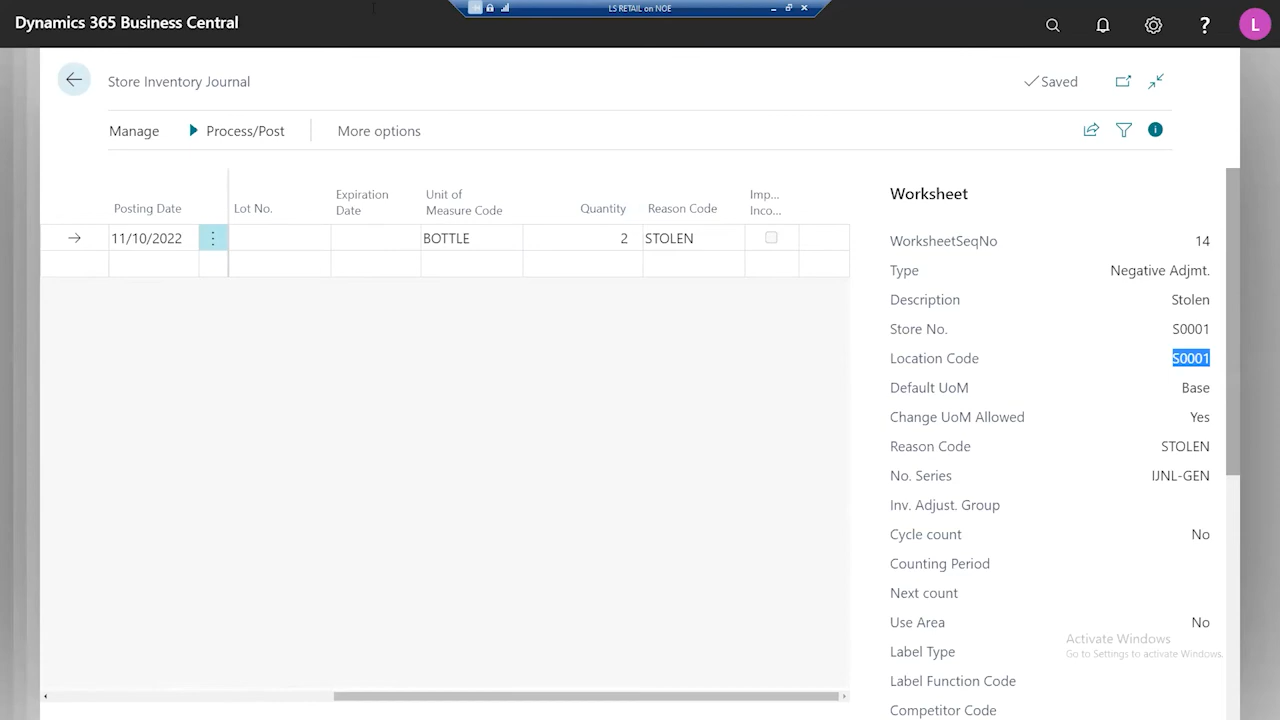 LS RETAIL on NOE
Dynamics 365 Business Central
? L
Store Inventory Journal
Saved
Manage Process/Post More options
Posting Date Lot No. Expiration Date Unit of Measure Code Quantity Reason Code Imp... Inco...
11/10/2022 BOTTLE 2 STOLEN
Worksheet
WorksheetSeqNo 14
Type Negative Adjmt.
Description Stolen
Store No. S0001
Location Code S0001
Default UoM Base
Change UoM Allowed Yes
Reason Code STOLEN
No. Series IJNL-GEN
Inv. Adjust. Group
Cycle count No
Counting Period
Next count
Use Area No
Activate Windows
Go to Settings to activate Windows.
Label Type
Label Function Code
Competitor Code